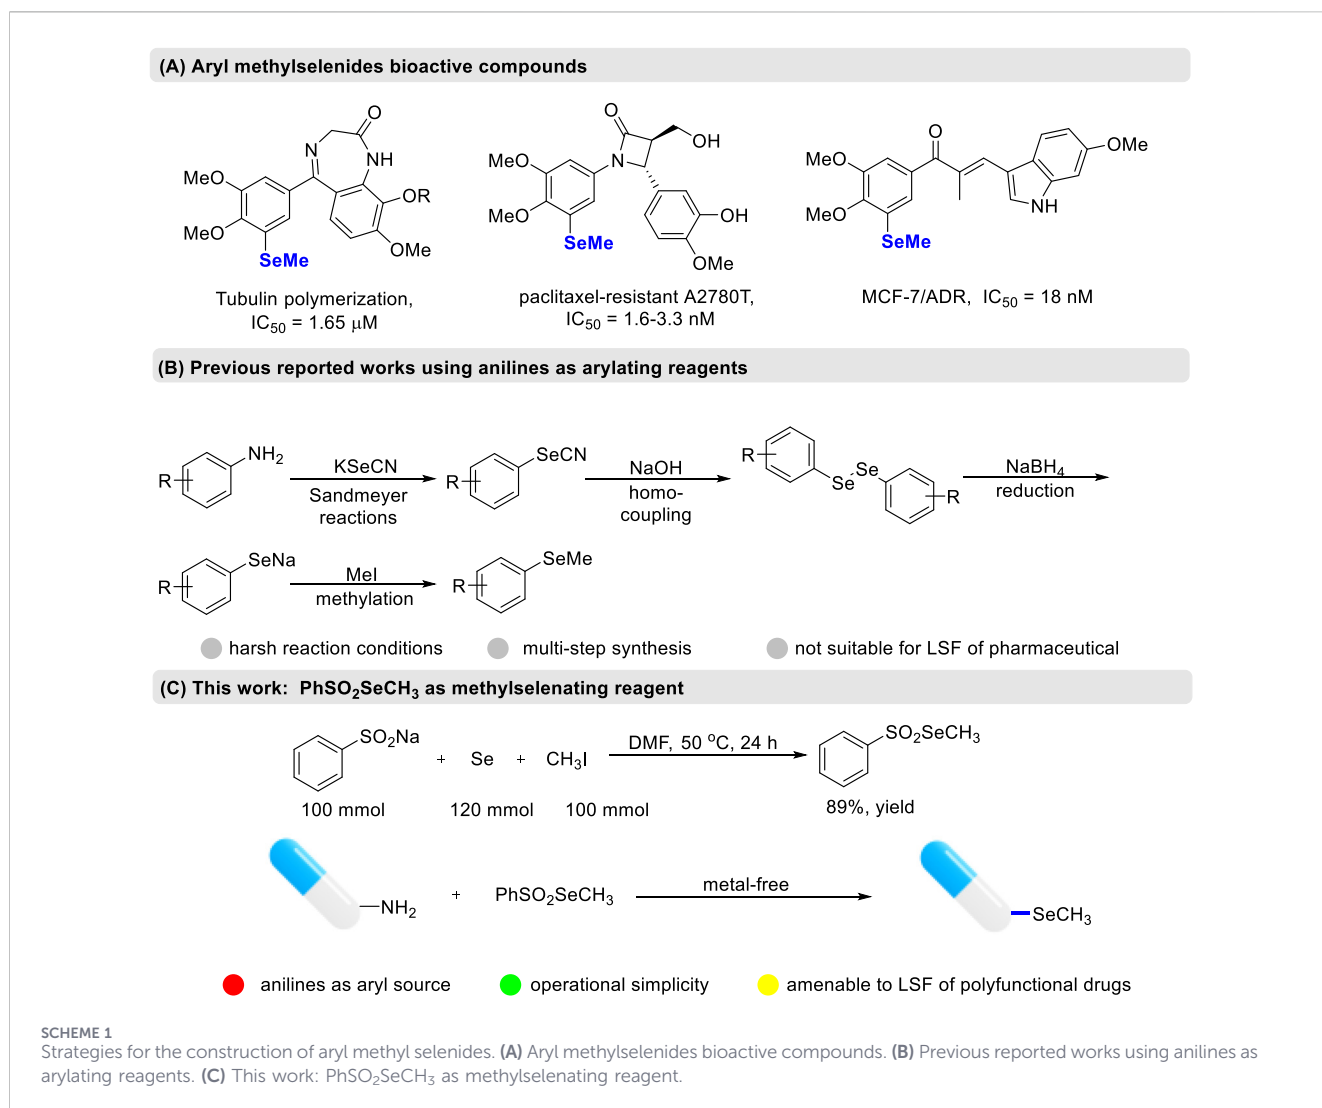 (A) Aryl methylselenides bioactive compounds
O
N
NH
MeO
MeO
OR
OMe
SeMe
Tubulin polymerization,
IC50 = 1.65 μM
O
OH
N
MeO
MeO
SeMe
OH
OMe
paclitaxel-resistant A2780T,
IC50 = 1.6-3.3 nM
O
OMe
MeO
MeO
NH
SeMe
MCF-7/ADR, IC50 = 18 nM
(B) Previous reported works using anilines as arylating reagents
NH2
R
KSeCN
Sandmeyer
reactions
SeCN
R
NaOH
homo-
coupling
R
Se
Se
R
NaBH4
reduction
SeNa
R
MeI
methylation
SeMe
R
harsh reaction conditions
multi-step synthesis
not suitable for LSF of pharmaceutical
(C) This work: PhSO2SeCH3 as methylselenating reagent
SO2Na
+ Se + CH3I
DMF, 50 oC, 24 h
SO2SeCH3
100 mmol
120 mmol
100 mmol
89%, yield
NH2
+ PhSO2SeCH3
metal-free
SeCH3
anilines as aryl source
operational simplicity
amenable to LSF of polyfunctional drugs
SCHEME 1
Strategies for the construction of aryl methyl selenides. (A) Aryl methylselenides bioactive compounds. (B) Previous reported works using anilines as
arylating reagents. (C) This work: PhSO2SeCH3 as methylselenating reagent.